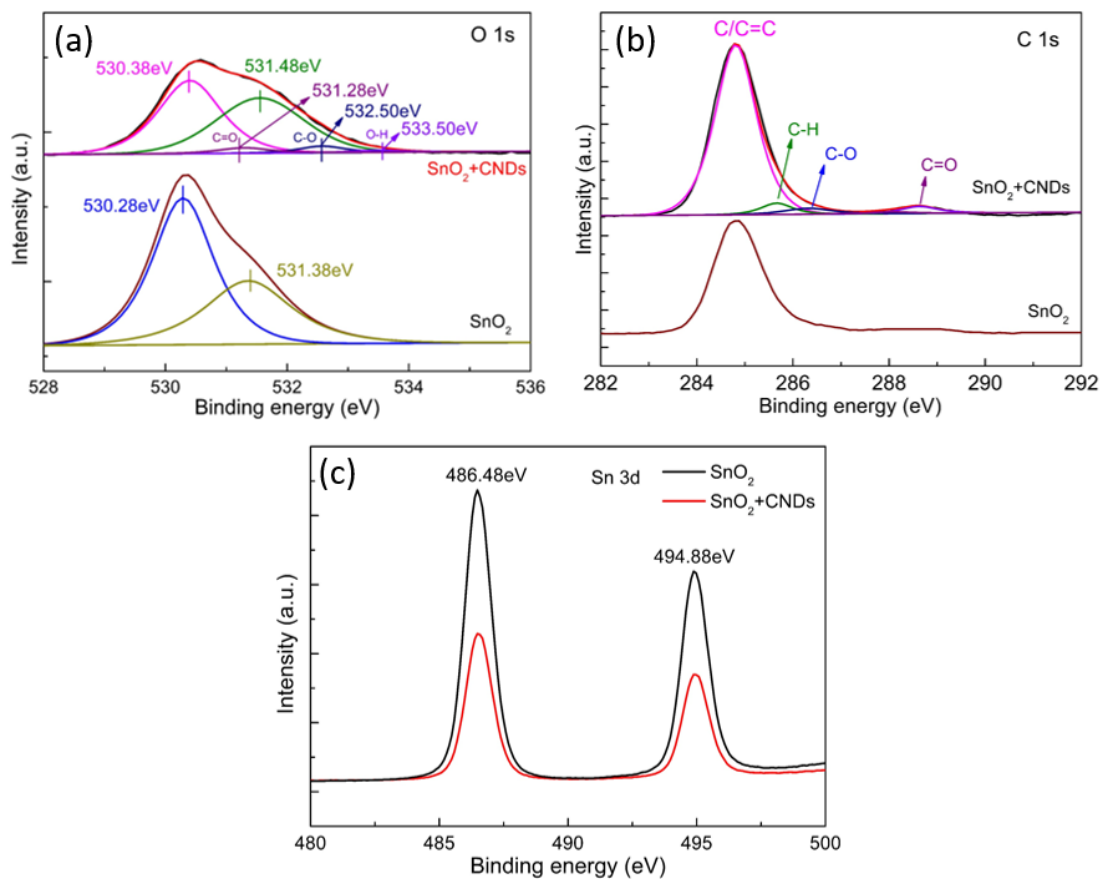 (a)
O 1s
530.38eV
531.48eV
531.28eV
532.50eV
533.50eV
C=O
C-O
O-H
SnO₂+CNDs
530.28eV
531.38eV
SnO₂
Intensity (a.u.)
528 530 532 534 536
Binding energy (eV)
(b)
C 1s
C/C=C
C-H
C-O
C=O
SnO₂+CNDs
SnO₂
Intensity (a.u.)
282 284 286 288 290 292
Binding energy (eV)
(c)
486.48eV
Sn 3d
SnO₂
SnO₂+CNDs
494.88eV
Intensity (a.u.)
480 485 490 495 500
Binding energy (eV)